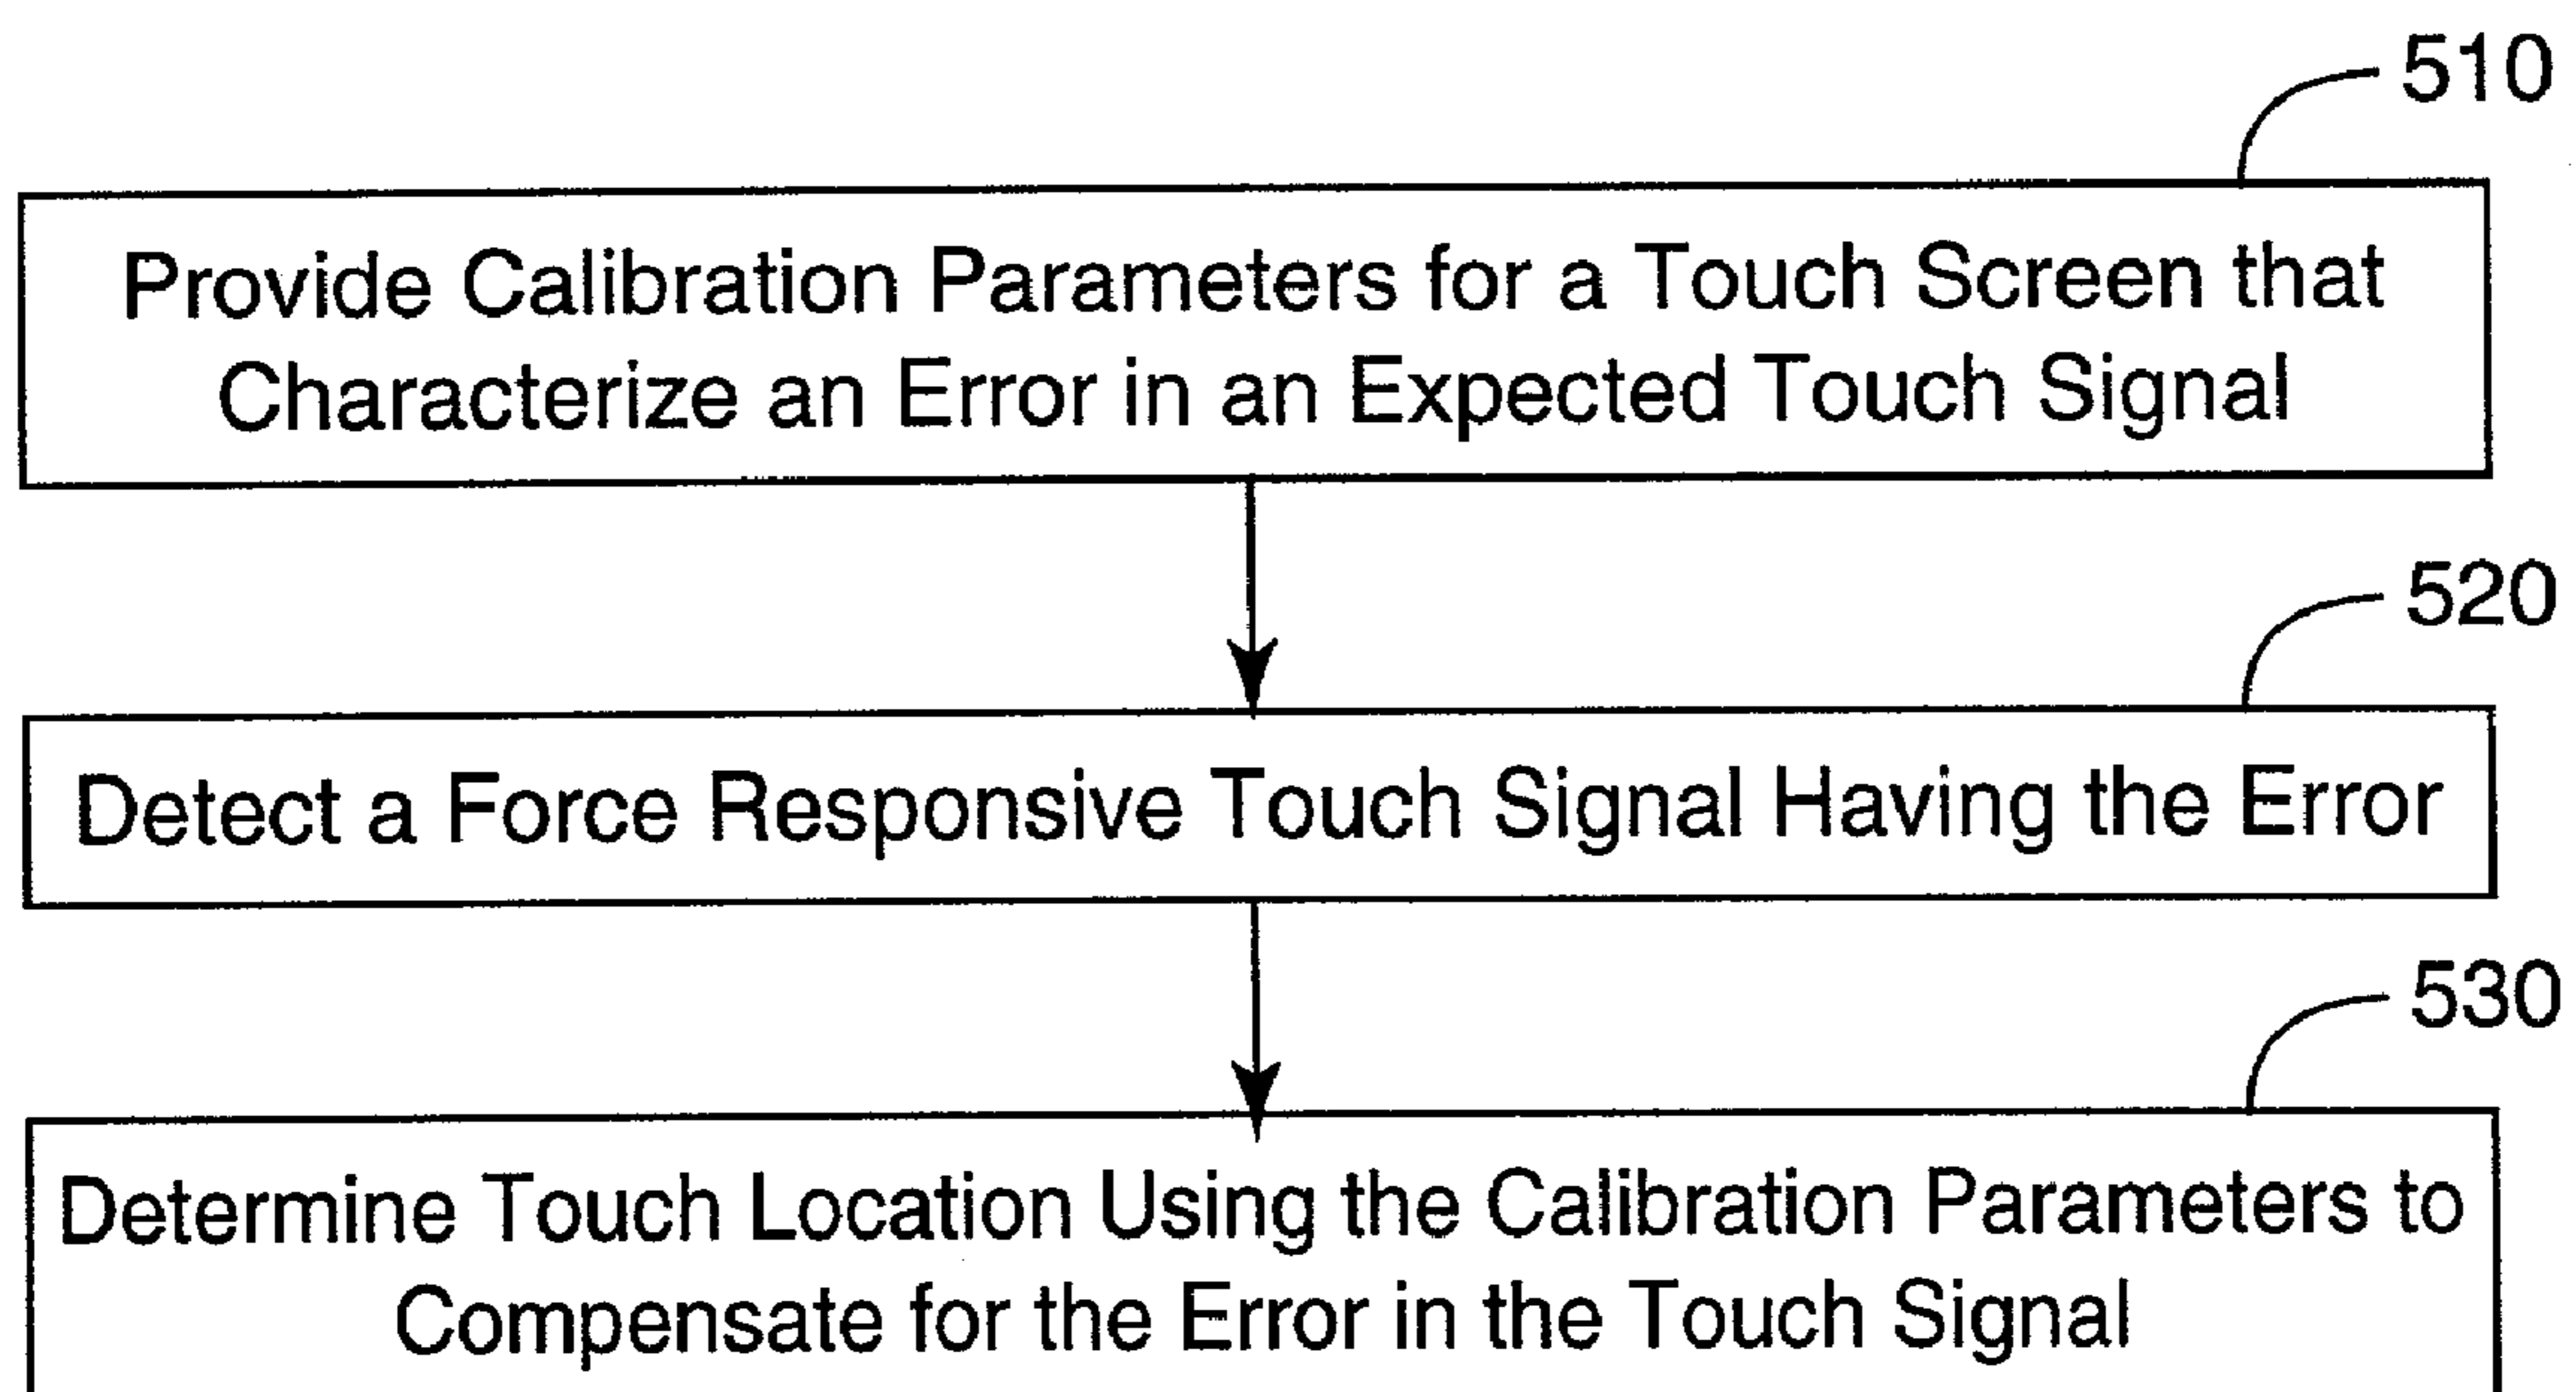 510
Provide Calibration Parameters for a Touch Screen that
Characterize an Error in an Expected Touch Signal
520
Detect a Force Responsive Touch Signal Having the Error
530
Determine Touch Location Using the Calibration Parameters to
Compensate for the Error in the Touch Signal